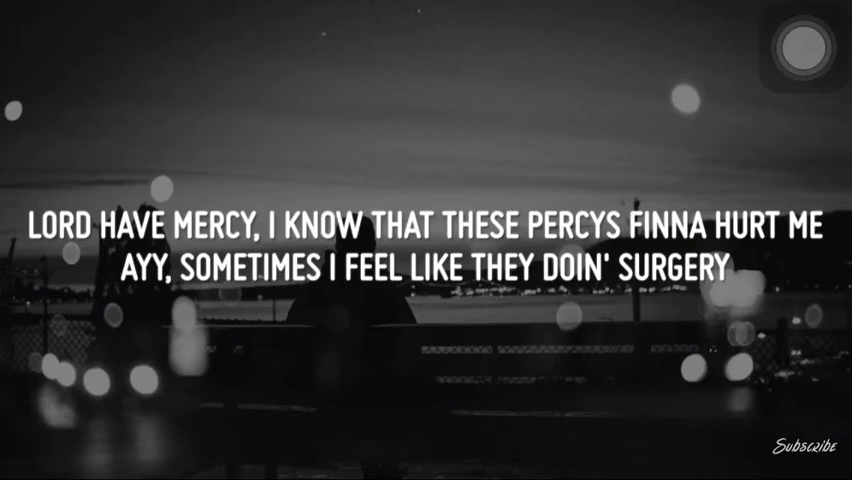 LORD HAVE MERCY, I KNOW THAT THESE PERCYS FINNA HURT ME
AYY, SOMETIMES I FEEL LIKE THEY DOIN' SURGERY
Subscribe